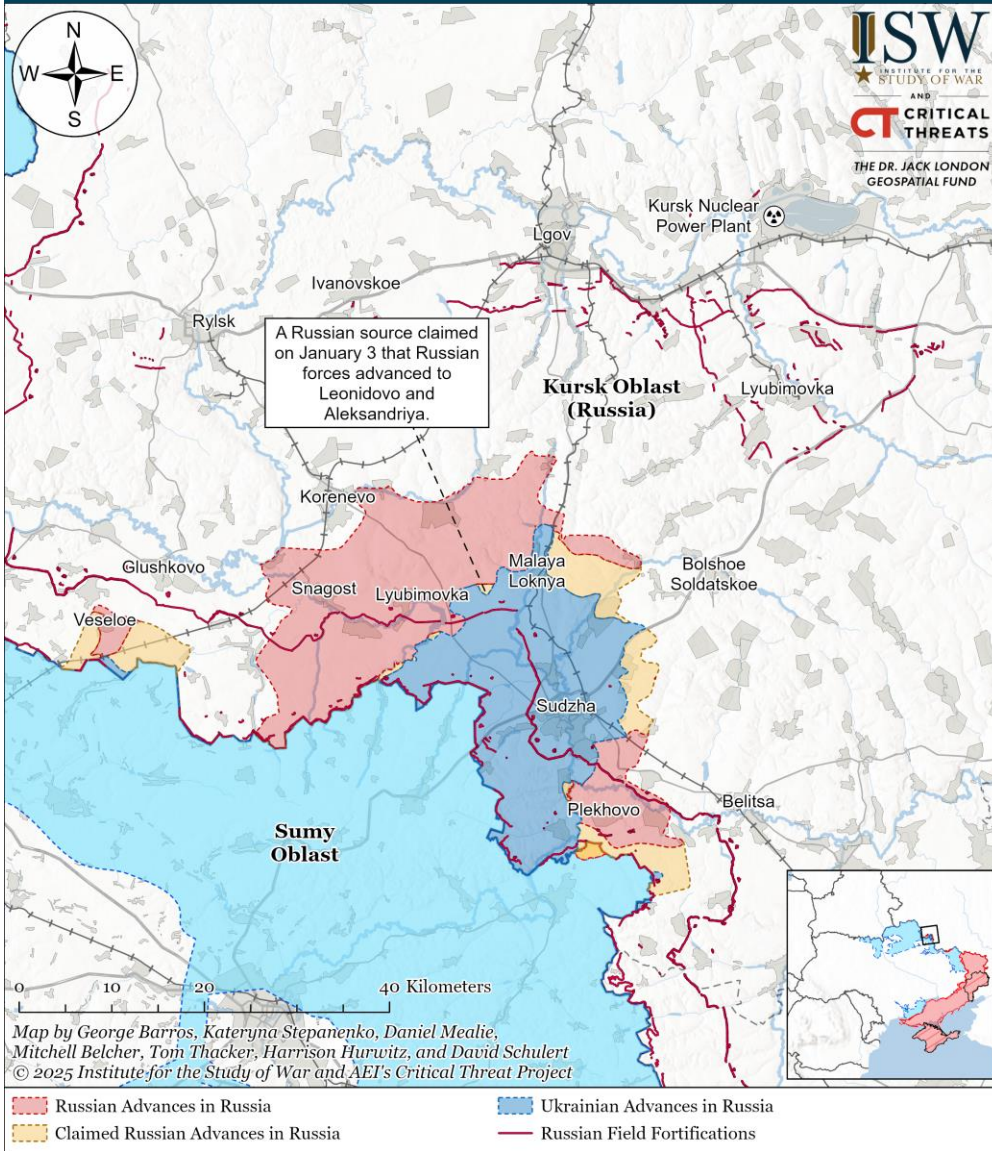 N
W E
S
ISW
INSTITUTE FOR THE
STUDY OF WAR
AND
CT CRITICAL
THREATS
THE DR. JACK LONDON
GEOSPATIAL FUND
Kursk Nuclear
Power Plant
Lgov
Ivanovskoe
Rylsk
A Russian source claimed
on January 3 that Russian
forces advanced to
Leonidovo and
Aleksandriya.
Kursk Oblast
(Russia)
Lyubimovka
Korenevo
Glushkovo
Snagost
Lyubimovka
Malaya
Loknya
Bolshoe
Soldatskoe
Veseloe
Sudzha
Plekhovo
Belitsa
Sumy
Oblast
0 10 20 40 Kilometers
Map by George Barros, Kateryna Stepanenko, Daniel Mealie,
Mitchell Belcher, Tom Thacker, Harrison Hurwitz, and David Schulert
© 2025 Institute for the Study of War and AEI's Critical Threat Project
Russian Advances in Russia
Ukrainian Advances in Russia
Claimed Russian Advances in Russia
Russian Field Fortifications